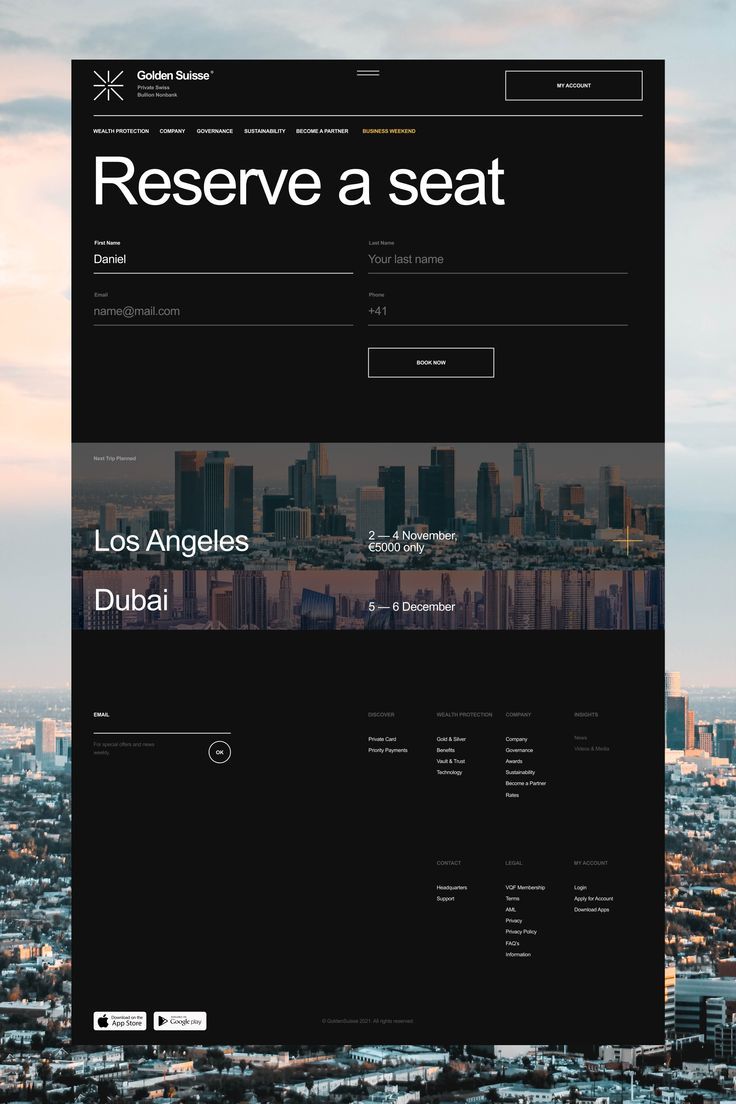 Golden Suisse®
Private Swiss
Bullion Nonbank
MY ACCOUNT
WEALTH PROTECTION
COMPANY
GOVERNANCE
SUSTAINABILITY
BECOME A PARTNER
BUSINESS WEEKEND
Reserve a seat
First Name
Daniel
Last Name
Your last name
Email
name@mail.com
Phone
+41
BOOK NOW
Next Trip Planned
Los Angeles
2 — 4 November,
€5000 only
Dubai
5 — 6 December
EMAIL
For special offers and news
weekly.
OK
DISCOVER
Private Card
Priority Payments
WEALTH PROTECTION
Gold & Silver
Benefits
Vault & Trust
Technology
COMPANY
Company
Governance
Awards
Sustainability
Become a Partner
Rates
INSIGHTS
News
Videos & Media
CONTACT
Headquarters
Support
LEGAL
VQF Membership
Terms
AML
Privacy
Privacy Policy
FAQ's
Information
MY ACCOUNT
Login
Apply for Account
Download Apps
Download on the
App Store
Google play
© GoldenSuisse 2021. All rights reserved.